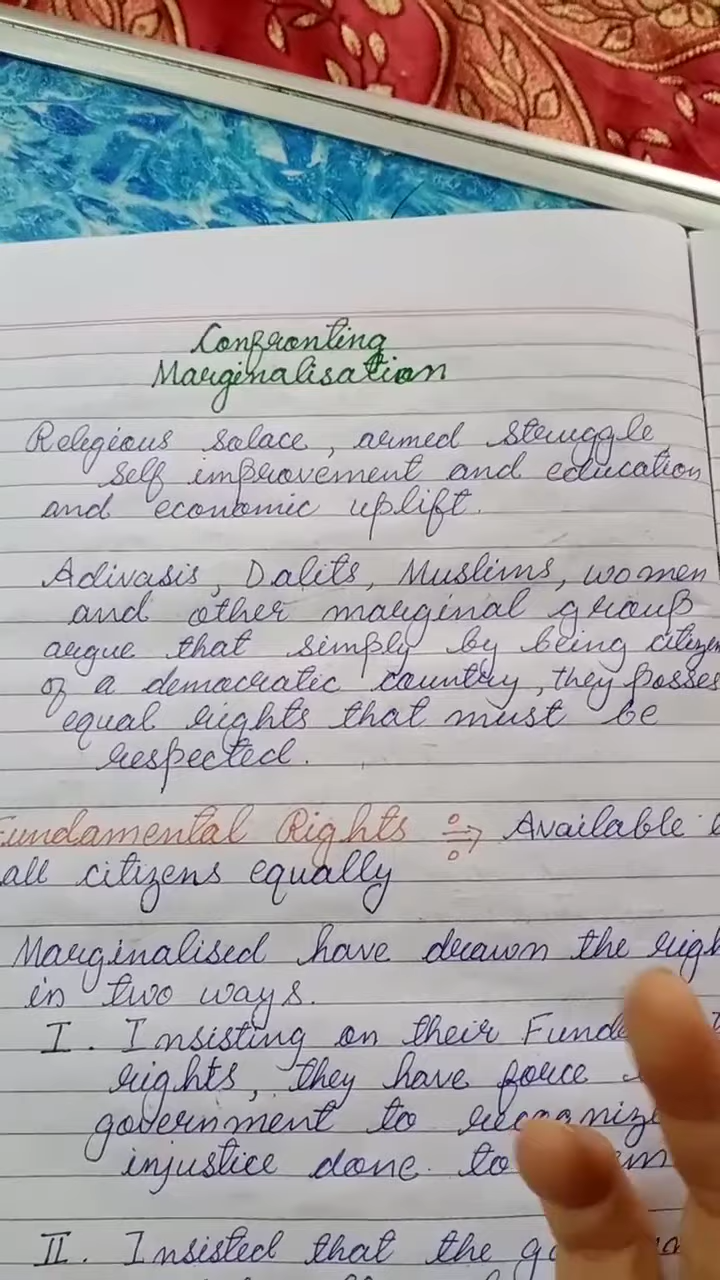 Confronting
Marginalisation
Religious solace, armed struggle
self improvement and education
and economic uplift.
Adivasis, Dalits, Muslims, women
and other marginal group
argue that simply by being citizen
of a democratic country, they posses
equal rights that must be
respected.
Fundamental Rights Available
all citizens equally
Marginalised have drawn the righ
in two ways.
I. Insisting on their Funda
rights, they have force
government to recognize
injustice done to
II. Insisted that the